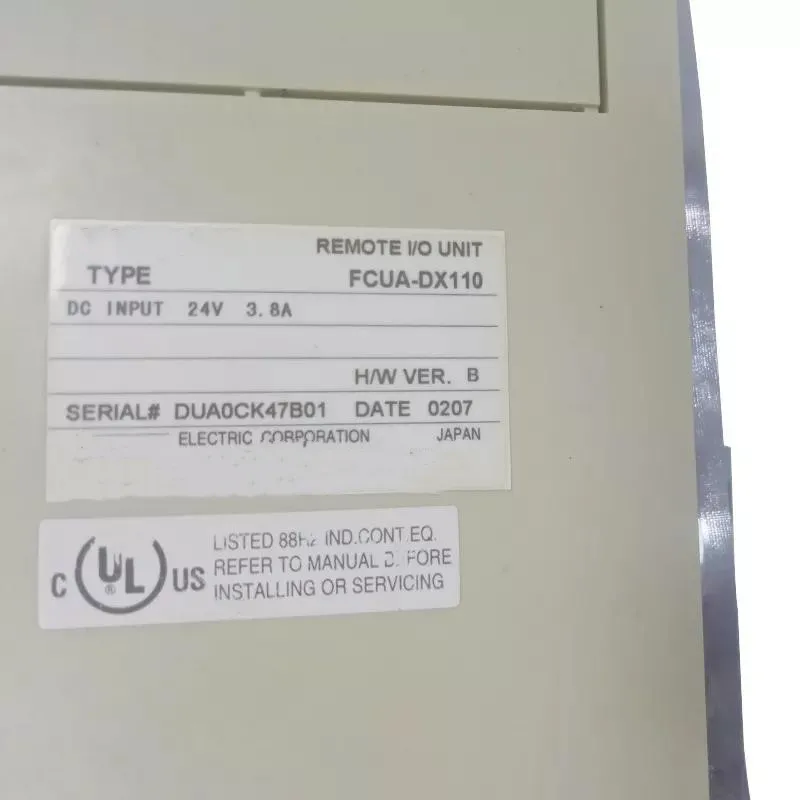 REMOTE I/O UNIT
TYPE FCUA-DX110
DC INPUT 24V 3.8A
H/W VER. B
SERIAL# DUA0CK47B01 DATE 0207
ELECTRIC CORPORATION JAPAN
C UL ® US
LISTED IND.CONT.EQ.
REFER TO MANUAL
INSTALLING OR SERVICING